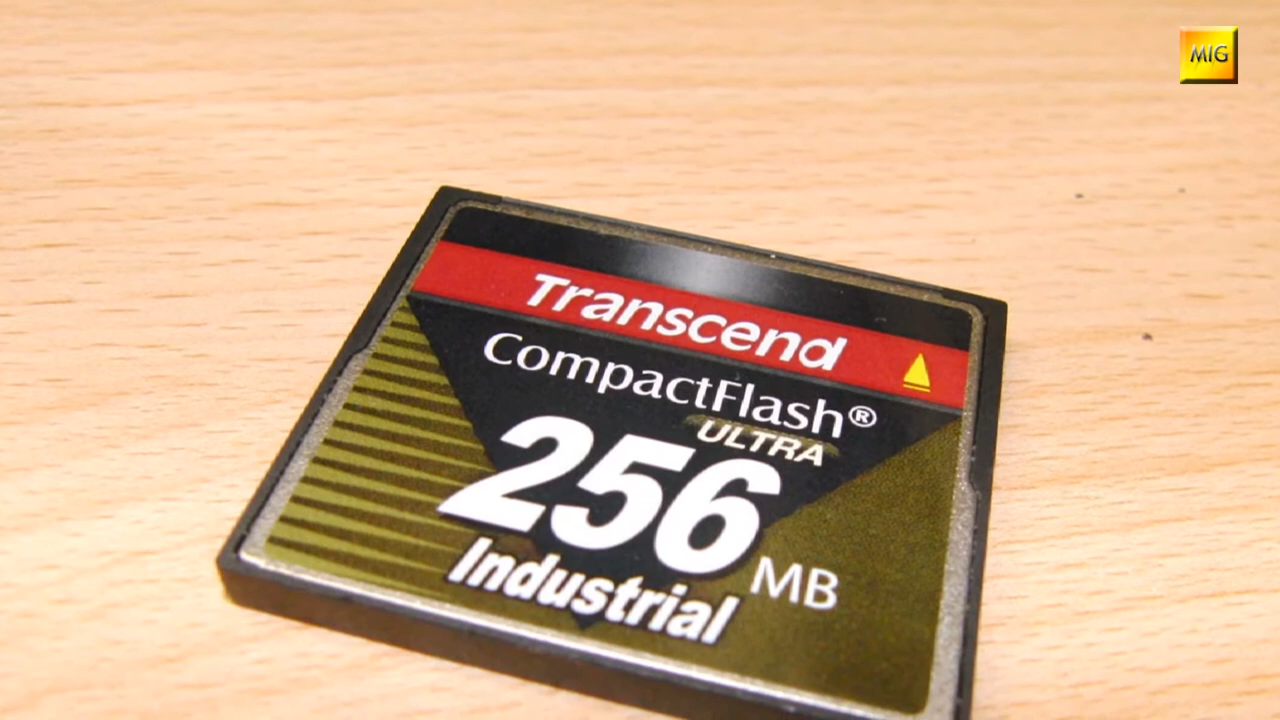 MIG
Transcend
CompactFlash®
ULTRA
256 MB
Industrial